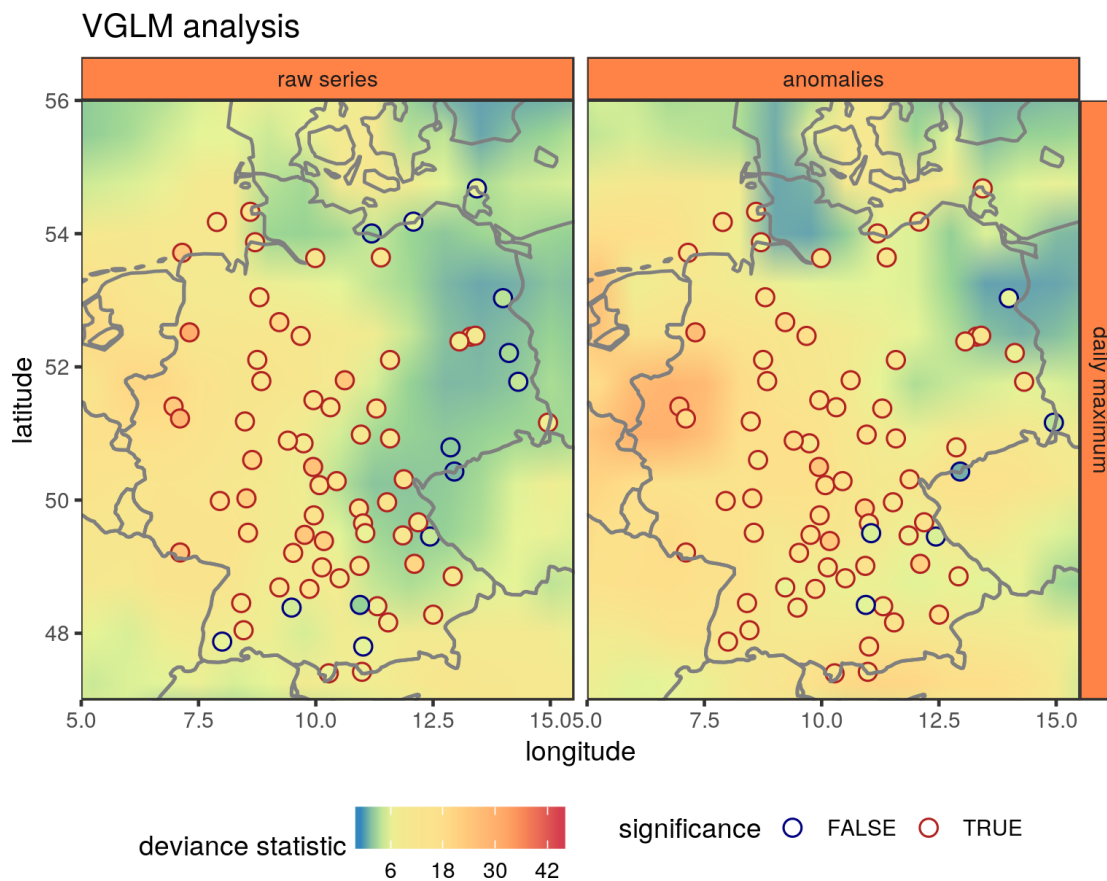 VGLM analysis
raw series
anomalies
56
54
52
50
48
latitude
daily maximum
5.0 7.5 10.0 12.5 15.0 5.0 7.5 10.0 12.5 15.0
longitude
deviance statistic
6 18 30 42
significance FALSE TRUE